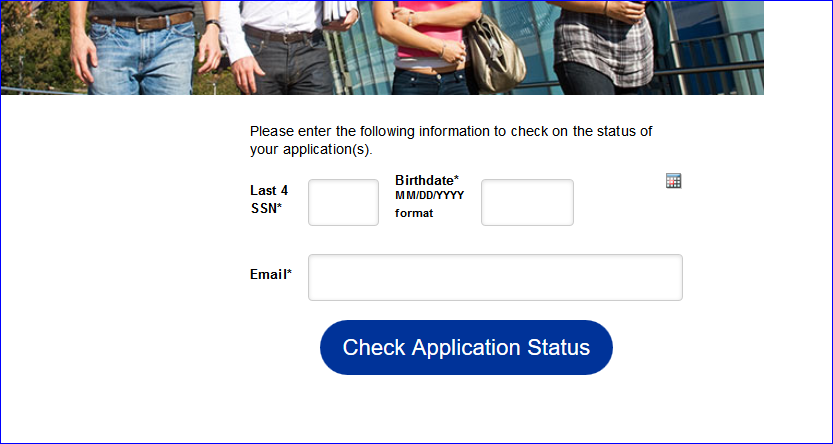 Please enter the following information to check on the status of
your application(s).
Last 4
SSN*
Birthdate*
MM/DD/YYYY
format
Email*
Check Application Status